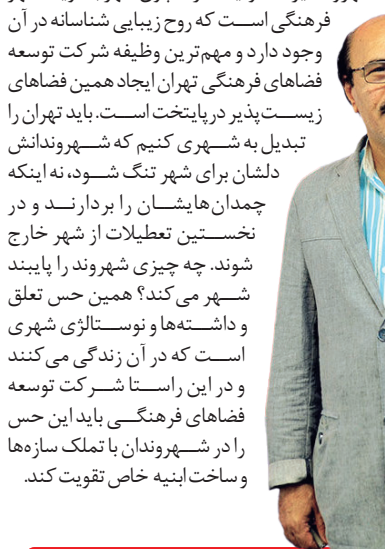 فرهنگی است که روح زیبایی شناسانه در آن
وجود دارد و مهم‌ترین وظیفه شرکت توسعه
فضاهای فرهنگی تهران ایجاد همین فضاهای
زیست‌پذیر در پایتخت است. باید تهران را
تبدیل به شهری کنیم که شهروندانش
دلشان برای شهر تنگ شود، نه اینکه
چمدان‌هایشان را بردارند و در
نخستین تعطیلات از شهر خارج
شوند. چه چیزی شهروند را پایبند
شهر می‌کند؟ همین حس تعلق
و داشته‌ها و نوستالژی شهری
است که در آن زندگی می‌کنند
و در این راستا شرکت توسعه
فضاهای فرهنگی باید این حس
را در شهروندان با تملک سازه‌ها
و ساخت ابنیه خاص تقویت کند.